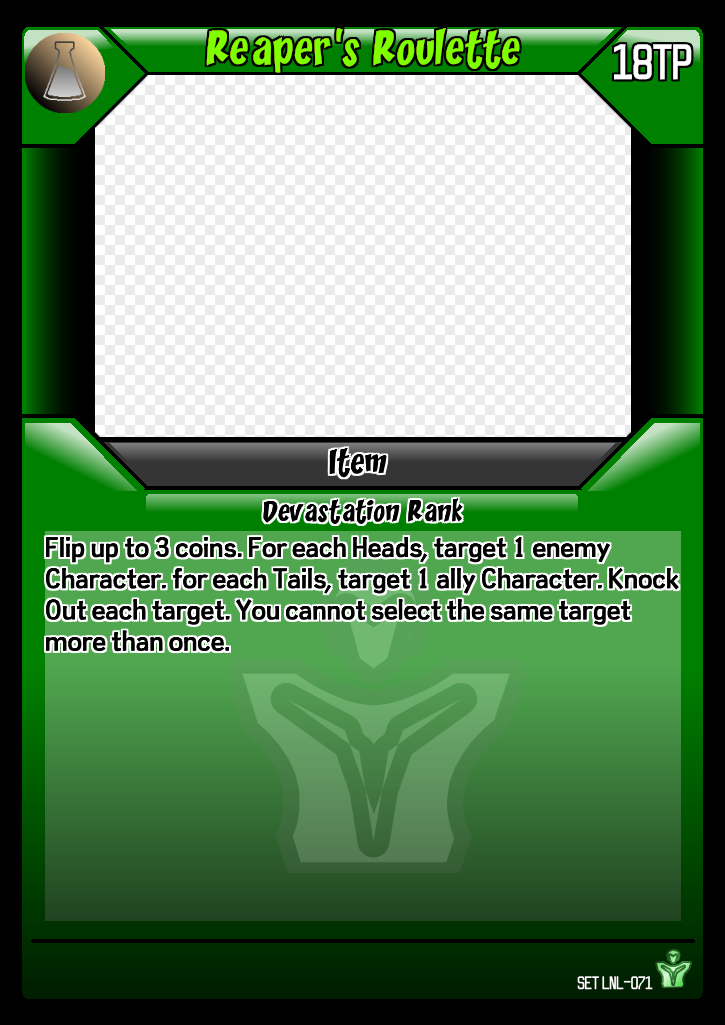 Reaper's Roulette
18TP
Item
Devastation Rank
Flip up to 3 coins. For each Heads, target 1 enemy
Character. for each Tails, target 1 ally Character. Knock
Out each target. You cannot select the same target
more than once.
SET LNL-071